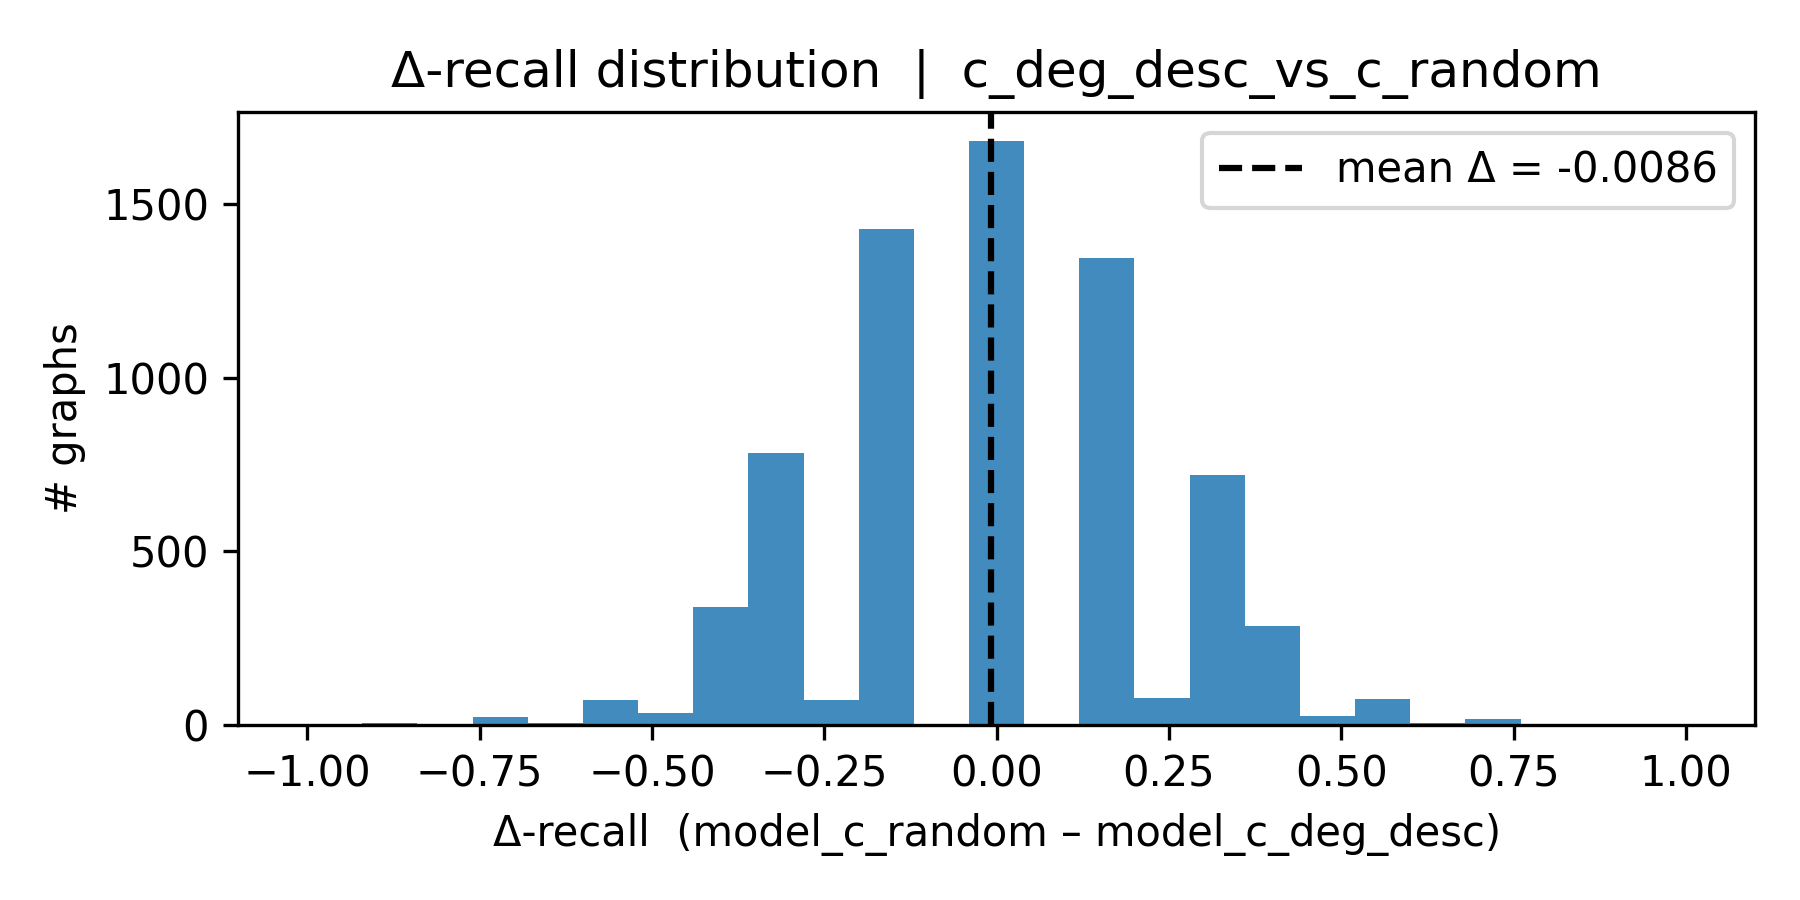 Δ-recall distribution | c_deg_desc_vs_c_random
mean Δ = -0.0086
# graphs
1500
1000
500
0
−1.00 −0.75 −0.50 −0.25 0.00 0.25 0.50 0.75 1.00
Δ-recall (model_c_random – model_c_deg_desc)